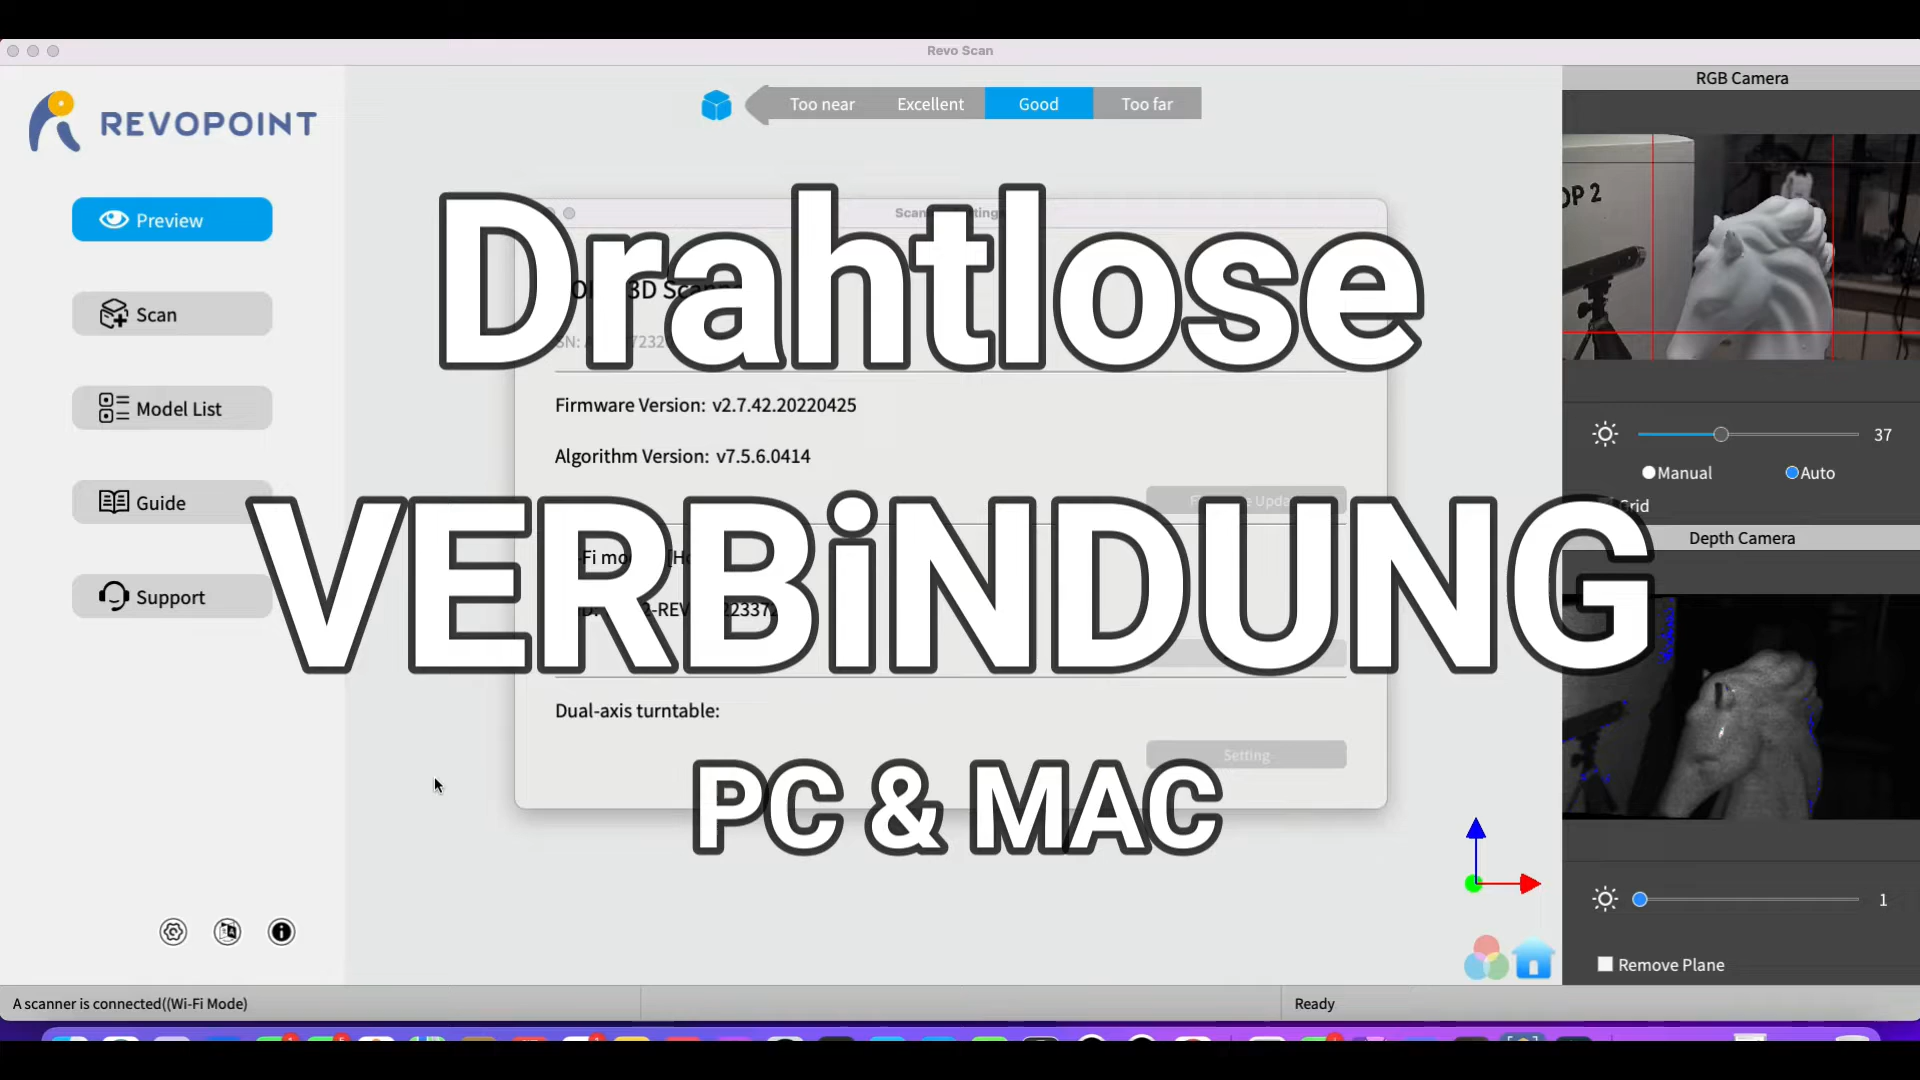 Revo Scan
REVOPOINT
Too near Excellent Good Too far
RGB Camera
Preview
Scan
Model List
Guide
Support
Drahtlose
VERBiNDUNG
PC & MAC
3D
Firmware Version: v2.7.42.20220425
Algorithm Version: v7.5.6.0414
Dual-axis turntable:
Setting
37
Manual Auto
Depth Camera
1
Remove Plane
A scanner is connected((Wi-Fi Mode)
Ready